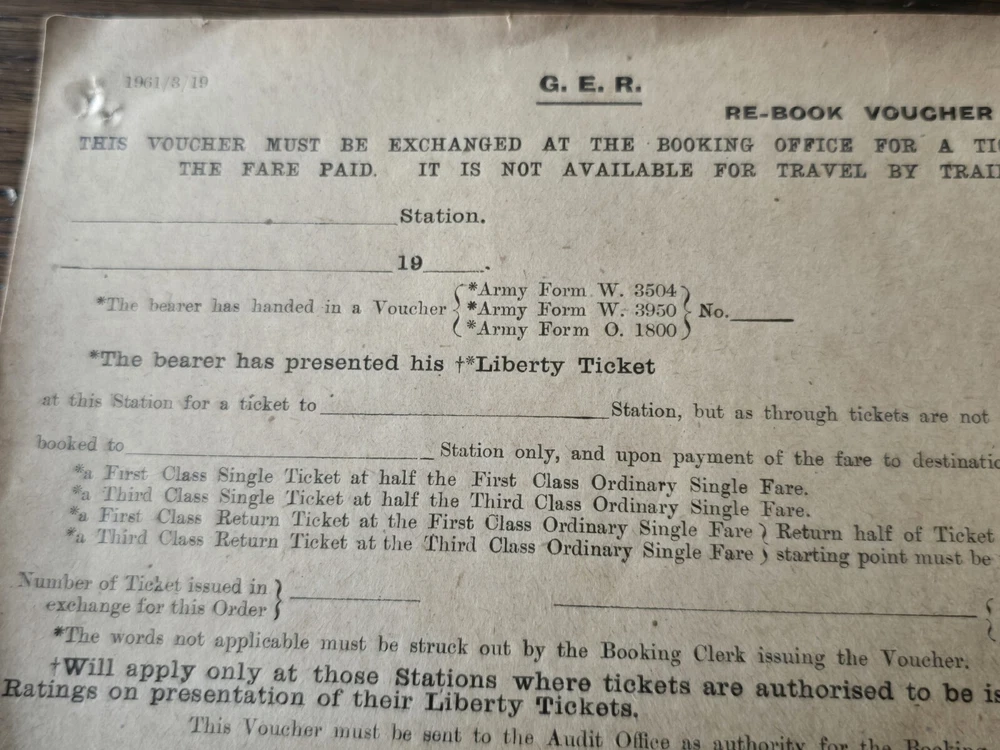 1961/8/19
G. E. R.
RE-BOOK VOUCHER
THIS VOUCHER MUST BE EXCHANGED AT THE BOOKING OFFICE FOR A
THE FARE PAID. IT IS NOT AVAILABLE FOR TRAVEL BY
Station.
19 .
*The bearer has handed in a Voucher { *Army Form W. 3504 } No.
*Army Form W. 3950
*Army Form O. 1800
*The bearer has presented his †*Liberty Ticket
at this Station for a ticket to Station, but as through tickets are not
booked to Station only, and upon payment of the fare to
*a First Class Single Ticket at half the First Class Ordinary Single Fare.
*a Third Class Single Ticket at half the Third Class Ordinary Single Fare.
*a First Class Return Ticket at the First Class Ordinary Single Fare } Return half of Ticket
*a Third Class Return Ticket at the Third Class Ordinary Single Fare } starting point must be
Number of Ticket issued in }
exchange for this Order }
*The words not applicable must be struck out by the Booking Clerk issuing the Voucher.
†Will apply only at those Stations where tickets are authorised to be
Ratings on presentation of their Liberty Tickets.
This Voucher must be sent to the Audit Office as authority for the